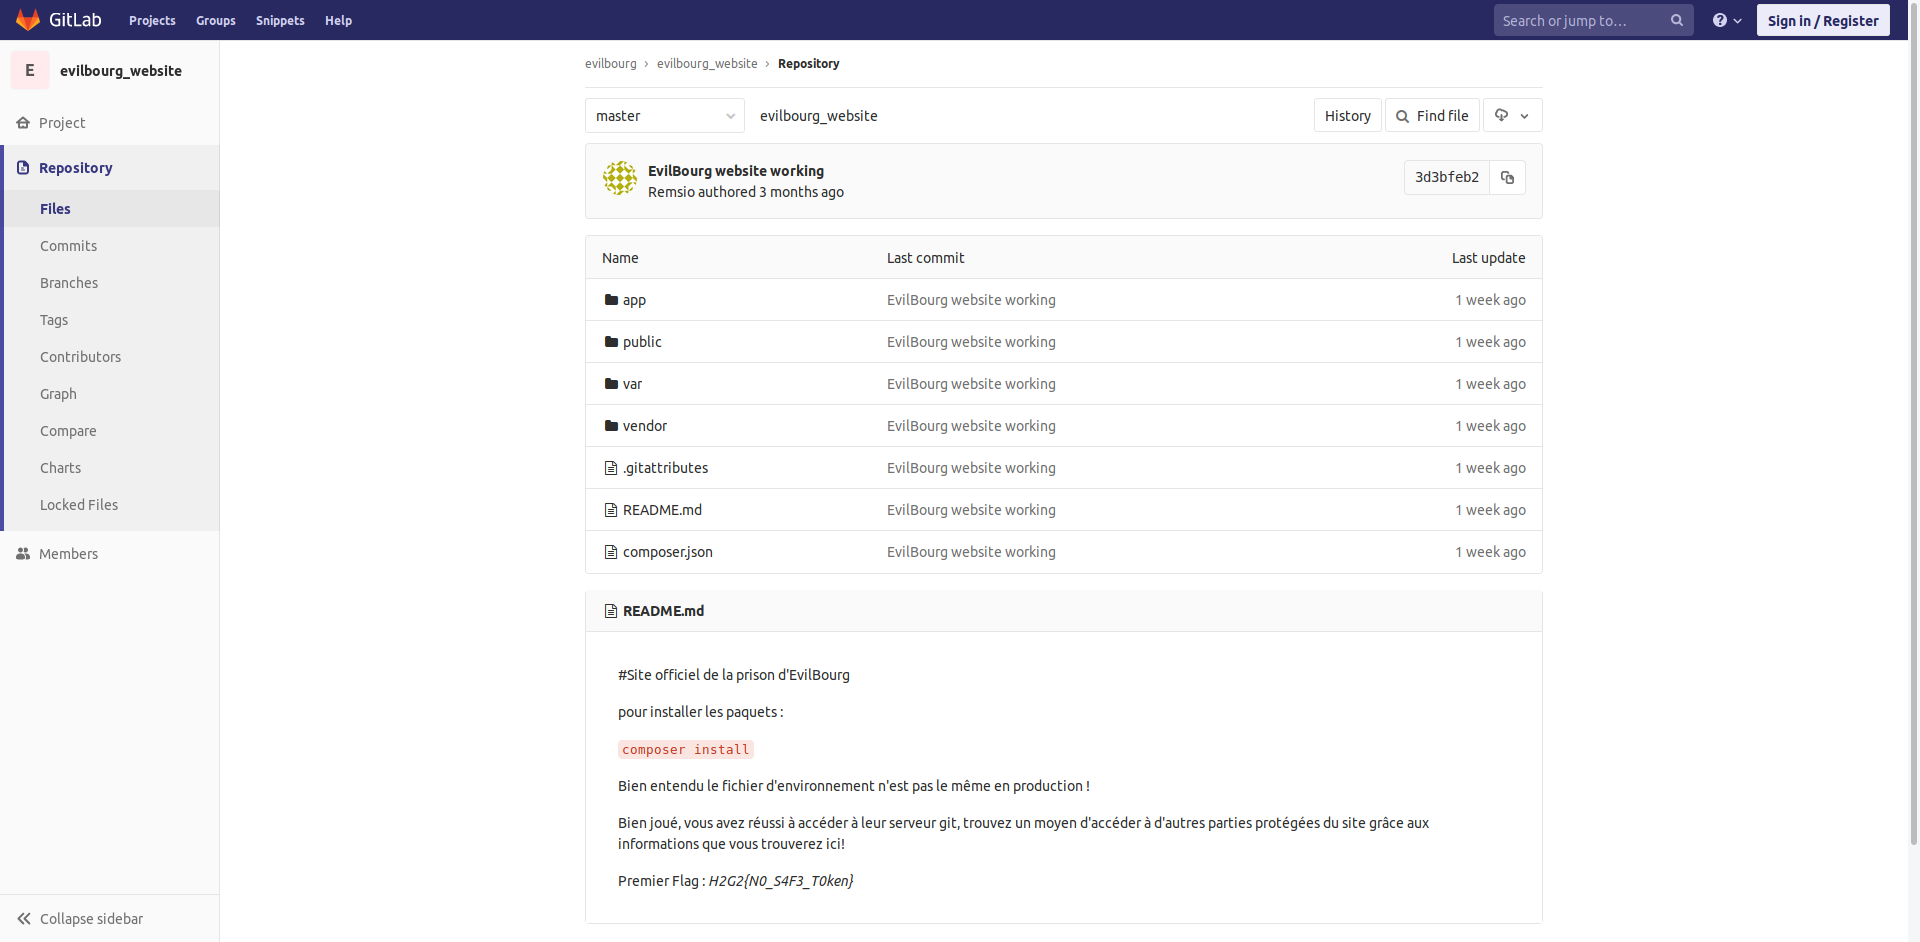 GitLab Projects Groups Snippets Help Search or jump to… Sign in / Register
E evilbourg_website
Project
Repository
Files
Commits
Branches
Tags
Contributors
Graph
Compare
Charts
Locked Files
Members
Collapse sidebar
evilbourg › evilbourg_website › Repository
master evilbourg_website History Find file
EvilBourg website working
Remsio authored 3 months ago
3d3bfeb2
Name Last commit Last update
app EvilBourg website working 1 week ago
public EvilBourg website working 1 week ago
var EvilBourg website working 1 week ago
vendor EvilBourg website working 1 week ago
.gitattributes EvilBourg website working 1 week ago
README.md EvilBourg website working 1 week ago
composer.json EvilBourg website working 1 week ago
README.md
#Site officiel de la prison d'EvilBourg
pour installer les paquets :
composer install
Bien entendu le fichier d'environnement n'est pas le même en production !
Bien joué, vous avez réussi à accéder à leur serveur git, trouvez un moyen d'accéder à d'autres parties protégées du site grâce aux
informations que vous trouverez ici!
Premier Flag : H2G2{N0_S4F3_T0ken}